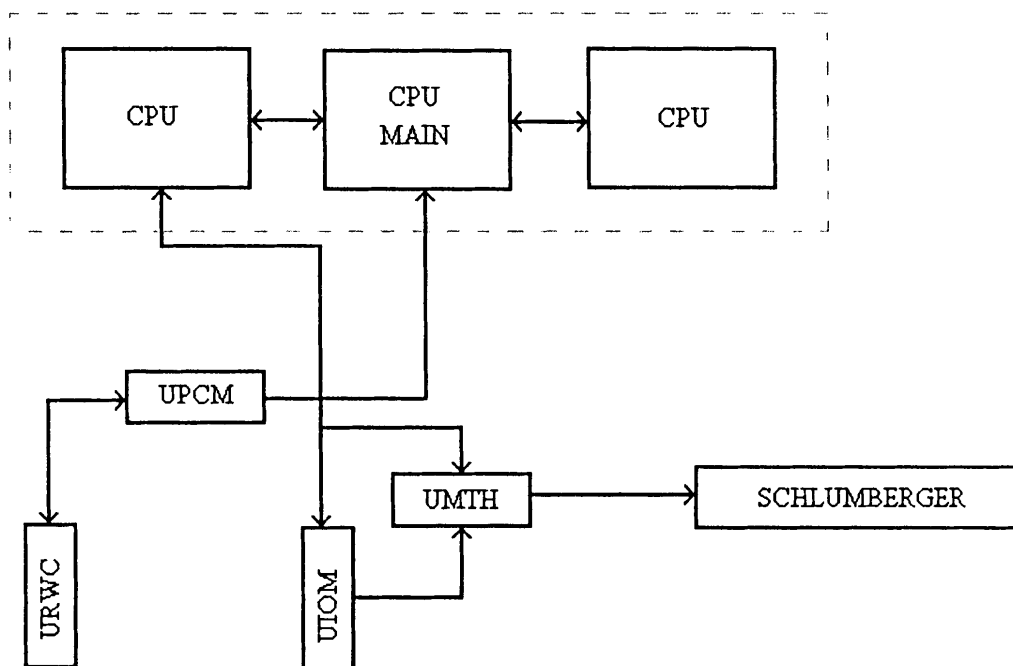 CPU
CPU
MAIN
CPU
UPCM
UMTH
SCHLUMBERGER
URWC
UIOM